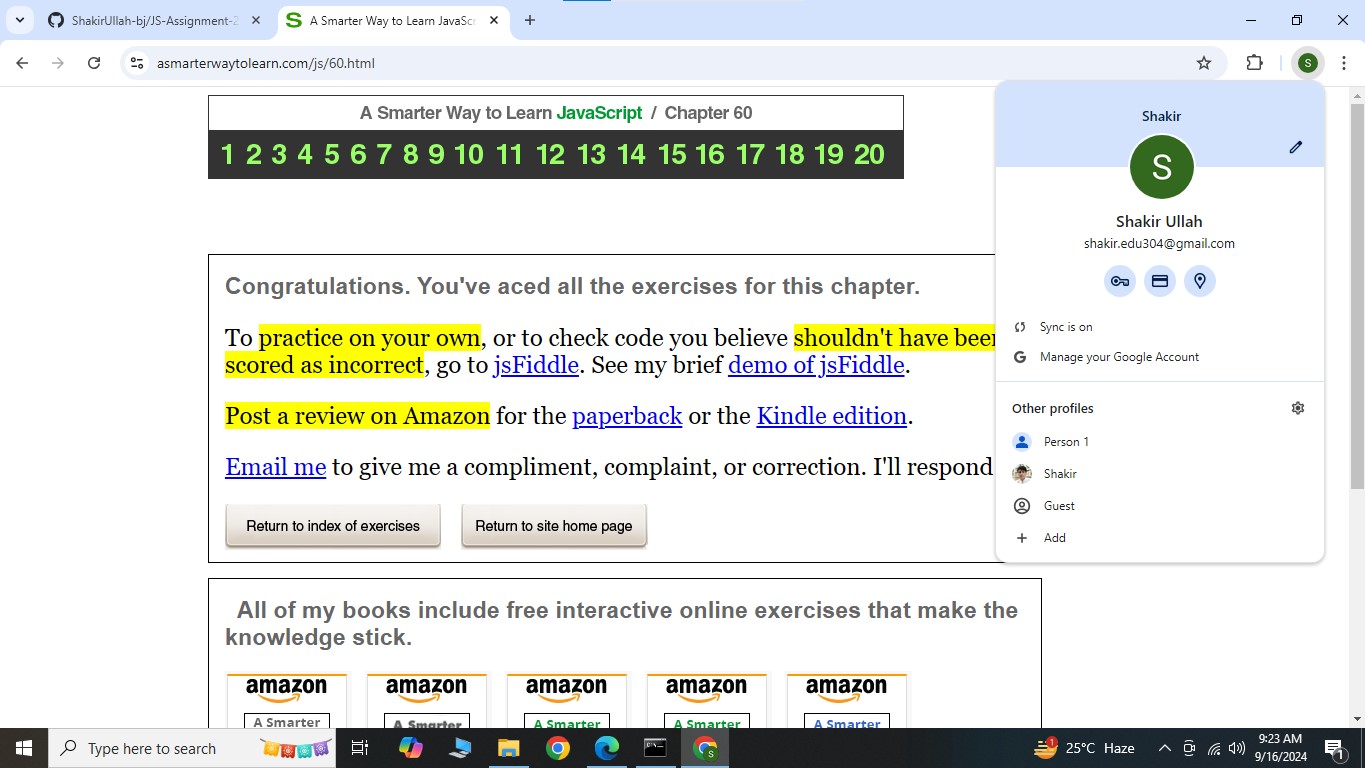 ShakirUllah-bj/JS-Assignment-2
A Smarter Way to Learn JavaSc
asmarterwaytolearn.com/js/60.html
S
A Smarter Way to Learn JavaScript / Chapter 60
1 2 3 4 5 6 7 8 9 10 11 12 13 14 15 16 17 18 19 20
Congratulations. You've aced all the exercises for this chapter.
To practice on your own, or to check code you believe shouldn't have been
scored as incorrect, go to jsFiddle. See my brief demo of jsFiddle.
Post a review on Amazon for the paperback or the Kindle edition.
Email me to give me a compliment, complaint, or correction. I'll respond
Return to index of exercises Return to site home page
All of my books include free interactive online exercises that make the
knowledge stick.
amazon amazon amazon amazon amazon
A Smarter A Smarter A Smarter A Smarter A Smarter
Shakir
S
Shakir Ullah
shakir.edu304@gmail.com
Sync is on
Manage your Google Account
Other profiles
Person 1
Shakir
Guest
Add
Type here to search
1
25°C Haze
9:23 AM
9/16/2024
1